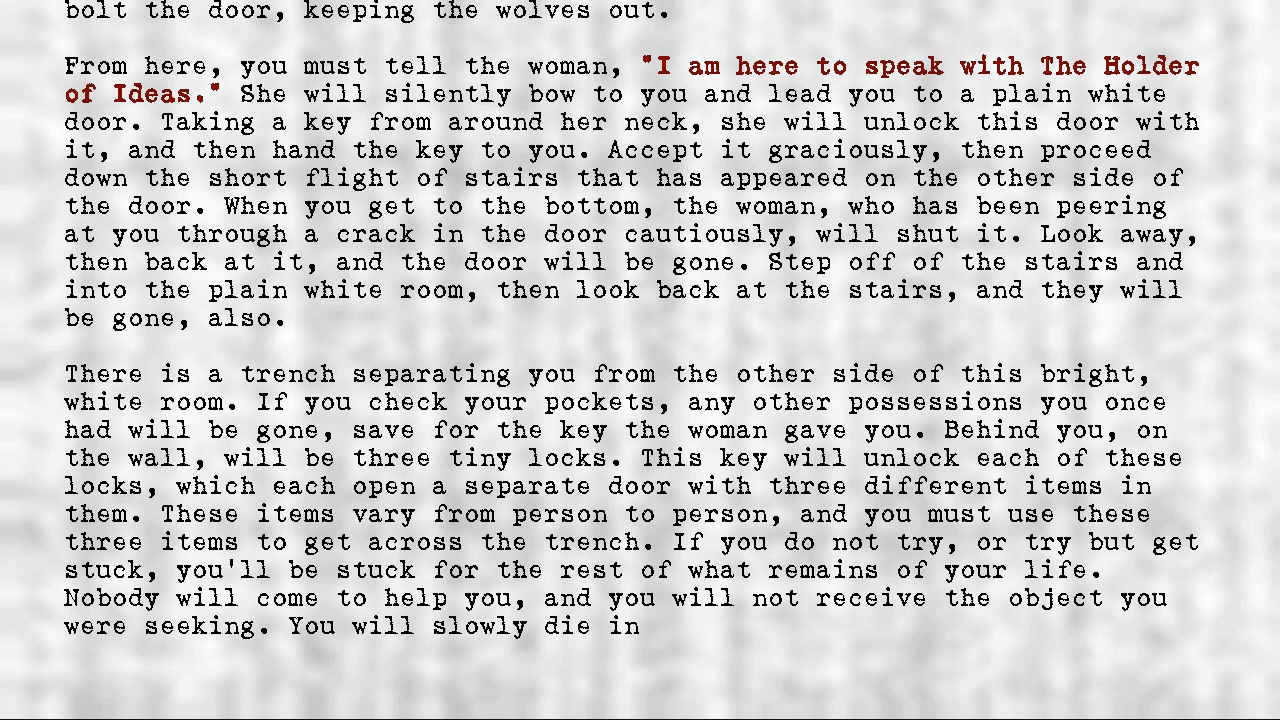 bolt the door, keeping the wolves out.
From here, you must tell the woman, "I am here to speak with The Holder
of Ideas." She will silently bow to you and lead you to a plain white
door. Taking a key from around her neck, she will unlock this door with
it, and then hand the key to you. Accept it graciously, then proceed
down the short flight of stairs that has appeared on the other side of
the door. When you get to the bottom, the woman, who has been peering
at you through a crack in the door cautiously, will shut it. Look away,
then back at it, and the door will be gone. Step off of the stairs and
into the plain white room, then look back at the stairs, and they will
be gone, also.
There is a trench separating you from the other side of this bright,
white room. If you check your pockets, any other possessions you once
had will be gone, save for the key the woman gave you. Behind you, on
the wall, will be three tiny locks. This key will unlock each of these
locks, which each open a separate door with three different items in
them. These items vary from person to person, and you must use these
three items to get across the trench. If you do not try, or try but get
stuck, you'll be stuck for the rest of what remains of your life.
Nobody will come to help you, and you will not receive the object you
were seeking. You will slowly die in